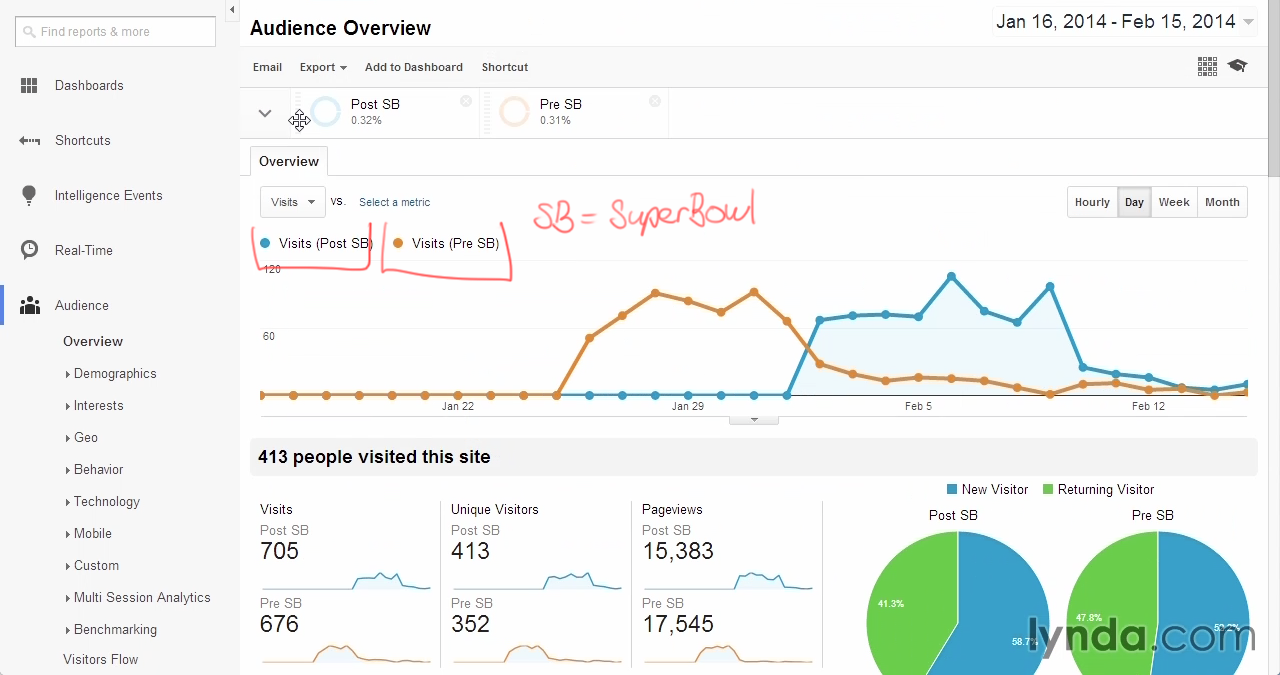 Find reports & more
Dashboards
Shortcuts
Intelligence Events
Real-Time
Audience
Overview
Demographics
Interests
Geo
Behavior
Technology
Mobile
Custom
Multi Session Analytics
Benchmarking
Visitors Flow
Audience Overview
Jan 16, 2014 - Feb 15, 2014
Email Export Add to Dashboard Shortcut
Post SB
0.32%
Pre SB
0.31%
Overview
Visits VS. Select a metric
SB = SuperBowl
Hourly Day Week Month
Visits (Post SB) Visits (Pre SB)
120
60
Jan 22 Jan 29 Feb 5 Feb 12
413 people visited this site
Visits
Post SB
705
Pre SB
676
Unique Visitors
Post SB
413
Pre SB
352
Pageviews
Post SB
15,383
Pre SB
17,545
New Visitor Returning Visitor
Post SB
41.3%
58.7%
Pre SB
47.8%
52.2%
lynda.com